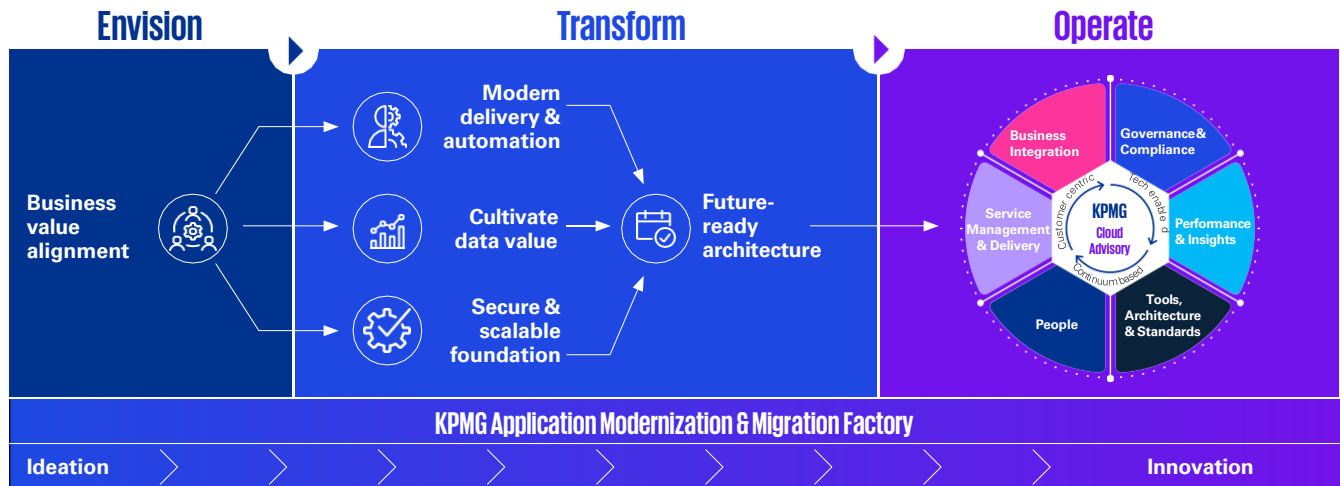 Envision
Transform
Operate
Business
value
alignment
Modern
delivery &
automation
Cultivate
data value
Secure &
scalable
foundation
Future-
ready
architecture
Business
Integration
Governance &
Compliance
Service
Management
& Delivery
Performance
& Insights
People
Tools,
Architecture
& Standards
Customer centric
Tech enabled
Continuum based
KPMG
Cloud
Advisory
KPMG Application Modernization & Migration Factory
Ideation
Innovation